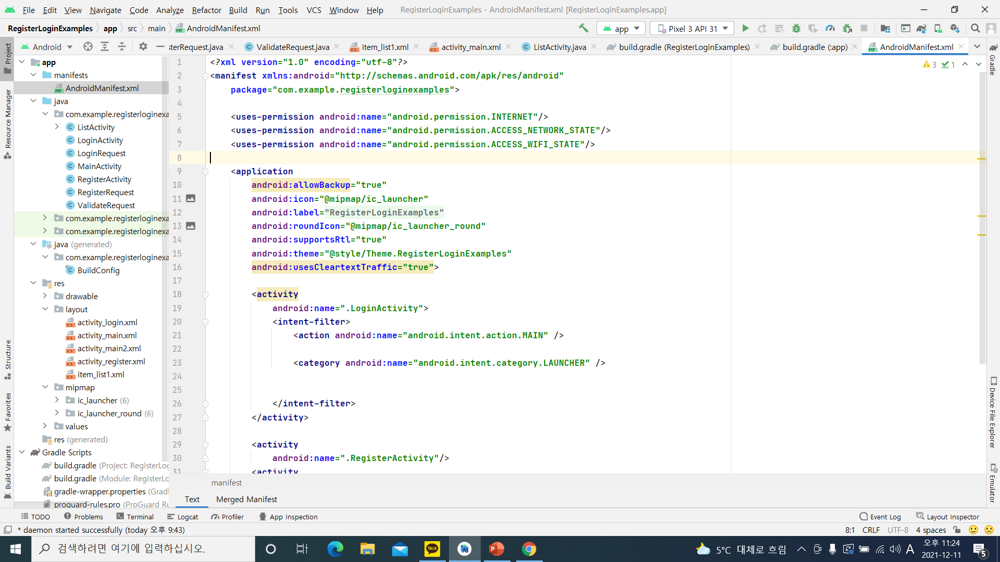 File Edit View Navigate Code Analyze Refactor Build Run Tools VCS Window Help RegisterLoginExamples - AndroidManifest.xml [RegisterLoginExamples.app]
RegisterLoginExamples app src main AndroidManifest.xml app Pixel 3 API 31
Android sterRequest.java ValidateRequest.java item_list1.xml activity_main.xml ListActivity.java build.gradle (RegisterLoginExamples) build.gradle (:app) AndroidManifest.xml
Project
Resource Manager
Structure
Favorites
Build Variants
app
manifests
AndroidManifest.xml
java
com.example.registerloginexa
ListActivity
LoginActivity
LoginRequest
MainActivity
RegisterActivity
RegisterRequest
ValidateRequest
com.example.registerloginexa
com.example.registerloginexa
java (generated)
com.example.registerloginexa
BuildConfig
res
drawable
layout
activity_login.xml
activity_main.xml
activity_main2.xml
activity_register.xml
item_list1.xml
mipmap
ic_launcher (6)
ic_launcher_round (6)
values
res (generated)
Gradle Scripts
build.gradle (Project: RegisterLog
build.gradle (Module: RegisterLo
gradle-wrapper.properties (Gradl
proguard-rules.pro (ProGuard Ru
1 <?xml version="1.0" encoding="utf-8"?>
2 <manifest xmlns:android="http://schemas.android.com/apk/res/android"
3 package="com.example.registerloginexamples">
4
5 <uses-permission android:name="android.permission.INTERNET"/>
6 <uses-permission android:name="android.permission.ACCESS_NETWORK_STATE"/>
7 <uses-permission android:name="android.permission.ACCESS_WIFI_STATE"/>
8
9 <application
10 android:allowBackup="true"
11 android:icon="@mipmap/ic_launcher"
12 android:label="RegisterLoginExamples"
13 android:roundIcon="@mipmap/ic_launcher_round"
14 android:supportsRtl="true"
15 android:theme="@style/Theme.RegisterLoginExamples"
16 android:usesCleartextTraffic="true">
17
18 <activity
19 android:name=".LoginActivity">
20 <intent-filter>
21 <action android:name="android.intent.action.MAIN" />
22
23 <category android:name="android.intent.category.LAUNCHER" />
24
25
26 </intent-filter>
27 </activity>
28
29 <activity
30 android:name=".RegisterActivity"/>
31 <activity
3 1
Gradle
Device File Explorer
Emulator
manifest
Text Merged Manifest
TODO Problems Terminal Logcat Profiler App Inspection Event Log Layout Inspector
* daemon started successfully (today 오후 9:43) 8:1 CRLF UTF-8 4 spaces
검색하려면 여기에 입력하십시오. TALK P 5°C 대체로 흐림 A 오후 11:24
2021-12-11 5